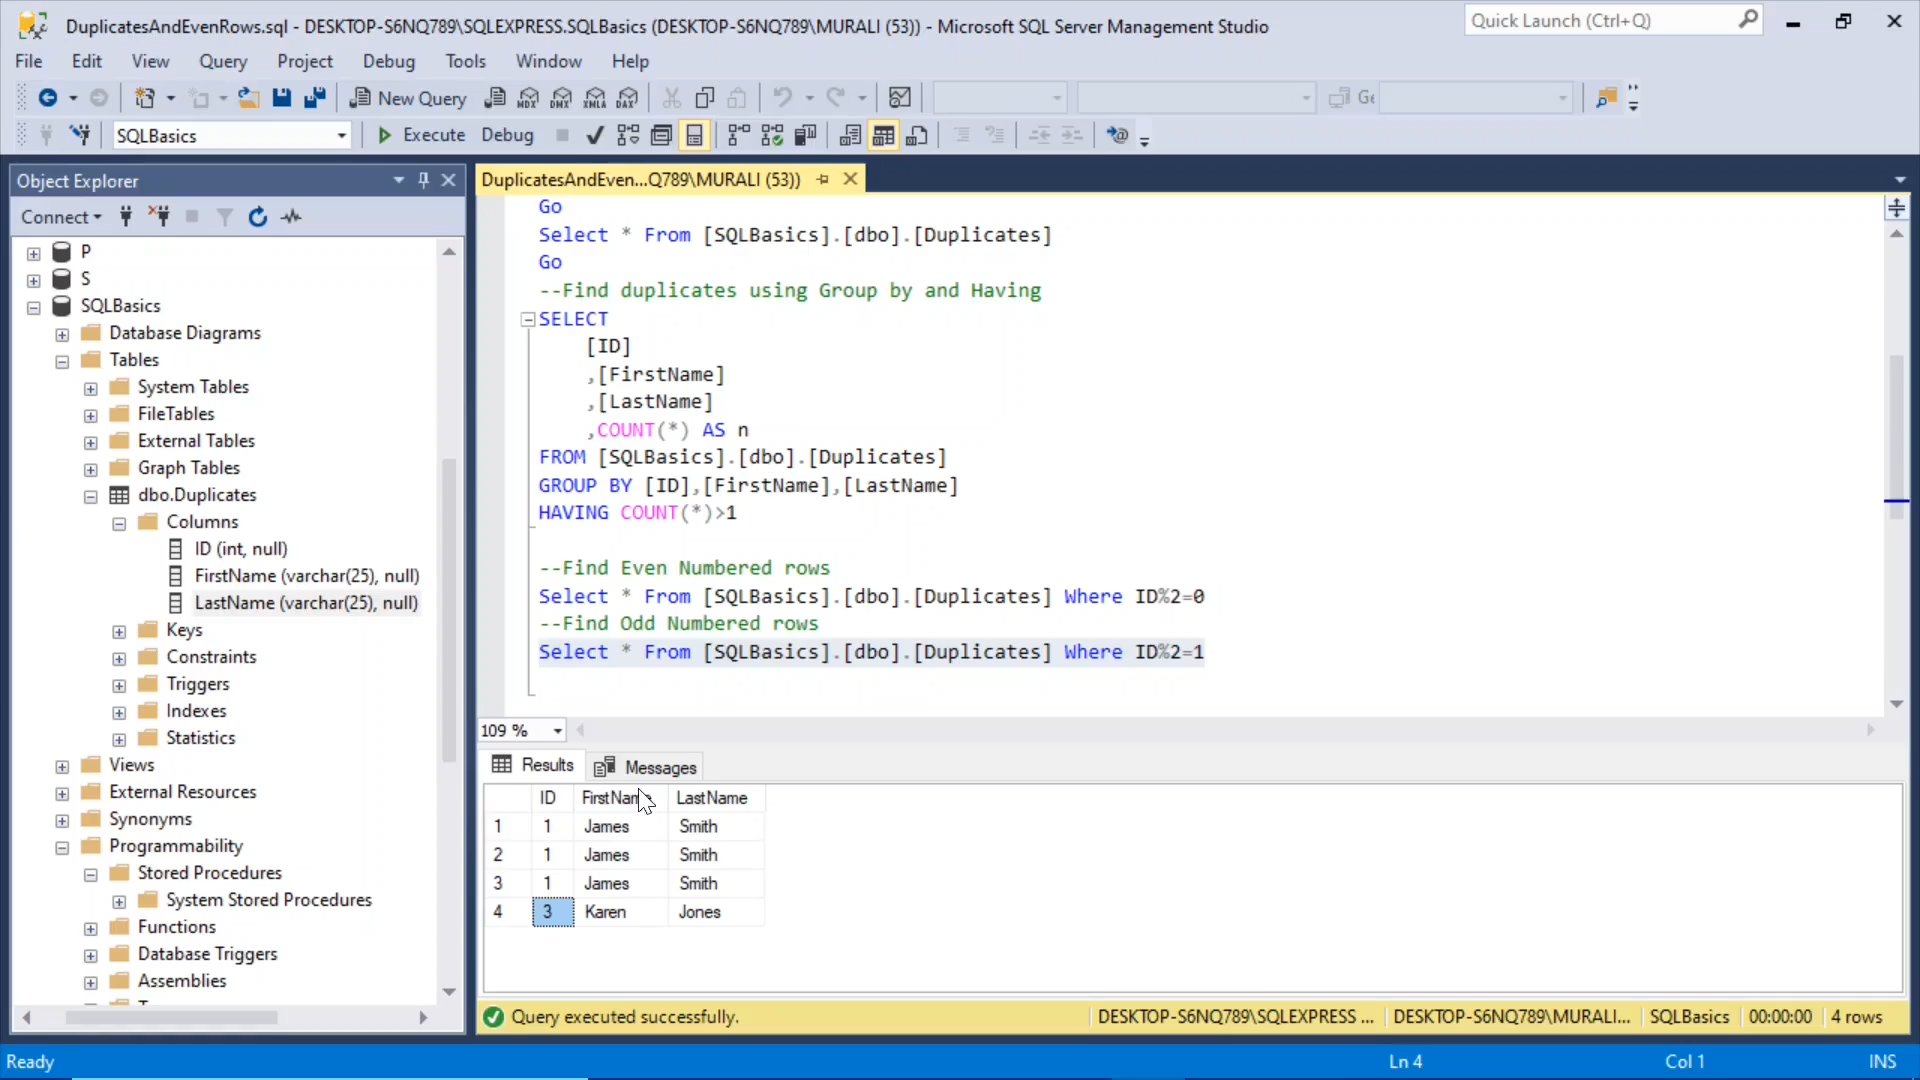 DuplicatesAndEvenRows.sql - DESKTOP-S6NQ789\SQLEXPRESS.SQLBasics (DESKTOP-S6NQ789\MURALI (53)) - Microsoft SQL Server Management Studio
Quick Launch (Ctrl+Q)
File Edit View Query Project Debug Tools Window Help
New Query MDX DMX XMLA DAX
SQLBasics Execute Debug
Object Explorer
Connect
P
S
SQLBasics
Database Diagrams
Tables
System Tables
FileTables
External Tables
Graph Tables
dbo.Duplicates
Columns
ID (int, null)
FirstName (varchar(25), null)
LastName (varchar(25), null)
Keys
Constraints
Triggers
Indexes
Statistics
Views
External Resources
Synonyms
Programmability
Stored Procedures
System Stored Procedures
Functions
Database Triggers
Assemblies
DuplicatesAndEven...Q789\MURALI (53))
Go
Select * From [SQLBasics].[dbo].[Duplicates]
Go
--Find duplicates using Group by and Having
SELECT
[ID]
,[FirstName]
,[LastName]
,COUNT(*) AS n
FROM [SQLBasics].[dbo].[Duplicates]
GROUP BY [ID],[FirstName],[LastName]
HAVING COUNT(*)>1
--Find Even Numbered rows
Select * From [SQLBasics].[dbo].[Duplicates] Where ID%2=0
--Find Odd Numbered rows
Select * From [SQLBasics].[dbo].[Duplicates] Where ID%2=1
109 %
Results Messages
ID FirstName LastName
1 1 James Smith
2 1 James Smith
3 1 James Smith
4 3 Karen Jones
Query executed successfully. DESKTOP-S6NQ789\SQLEXPRESS ... DESKTOP-S6NQ789\MURALI... SQLBasics 00:00:00 4 rows
Ready Ln 4 Col 1 INS